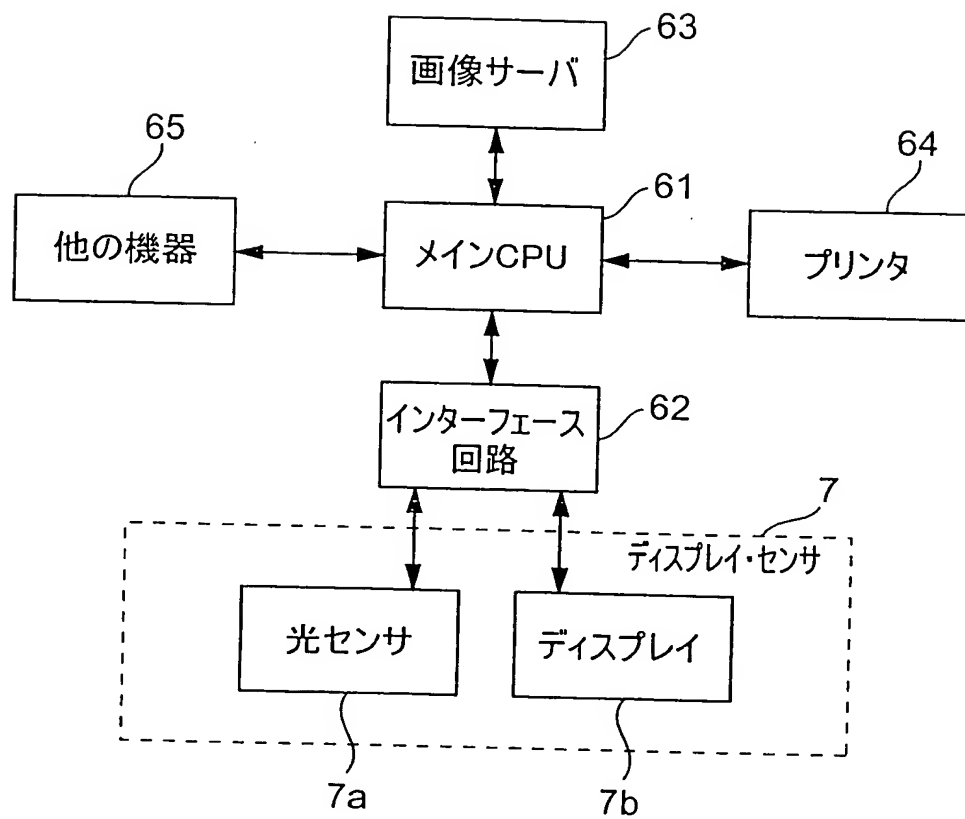 63
画像サーバ
65
64
61
他の機器
メインCPU
プリンタ
62
インターフェース
回路
7
ディスプレイ・センサ
光センサ
ディスプレイ
7a
7b